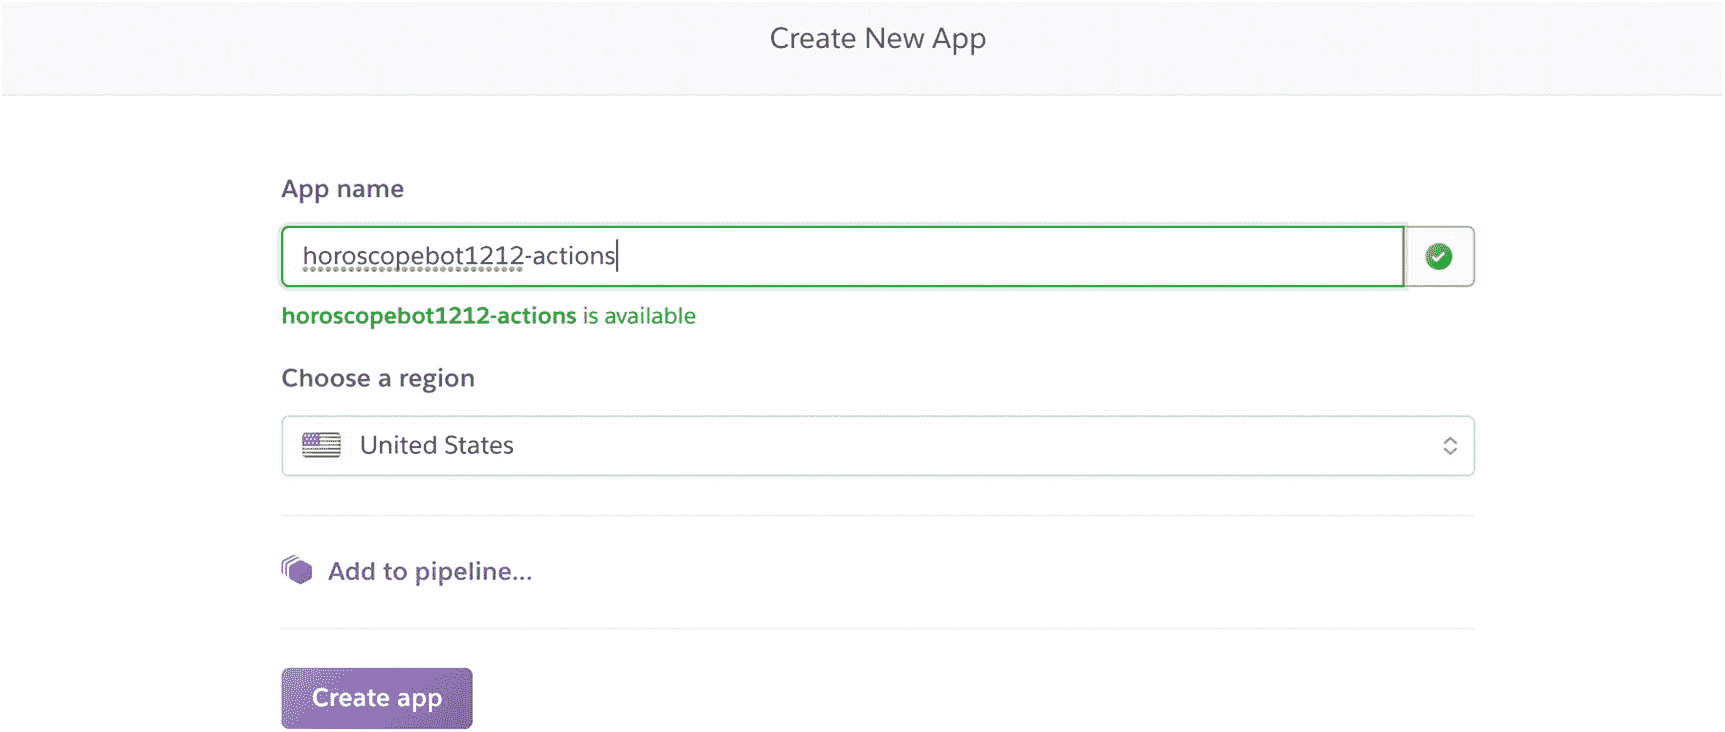 Create New App
App name
horoscopebot1212-actions
horoscopebot1212-actions is available
Choose a region
United States
Add to pipeline...
Create app